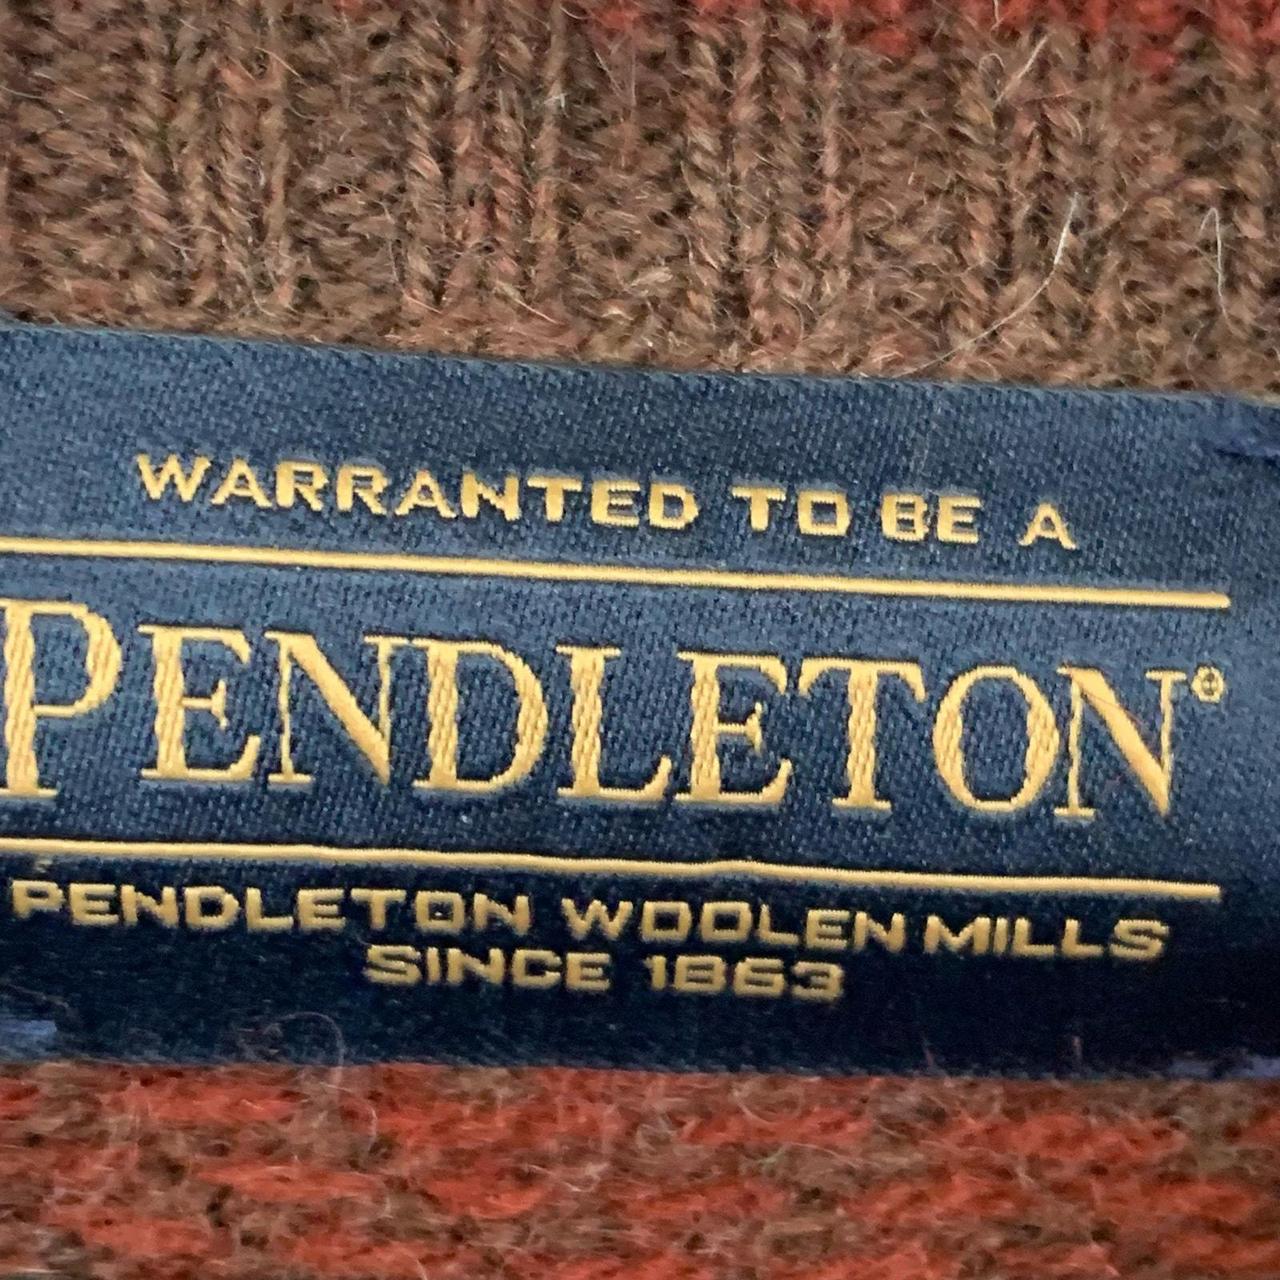 WARRANTED TO BE A
PENDLETON®
PENDLETON WOOLEN MILLS
SINCE 1863